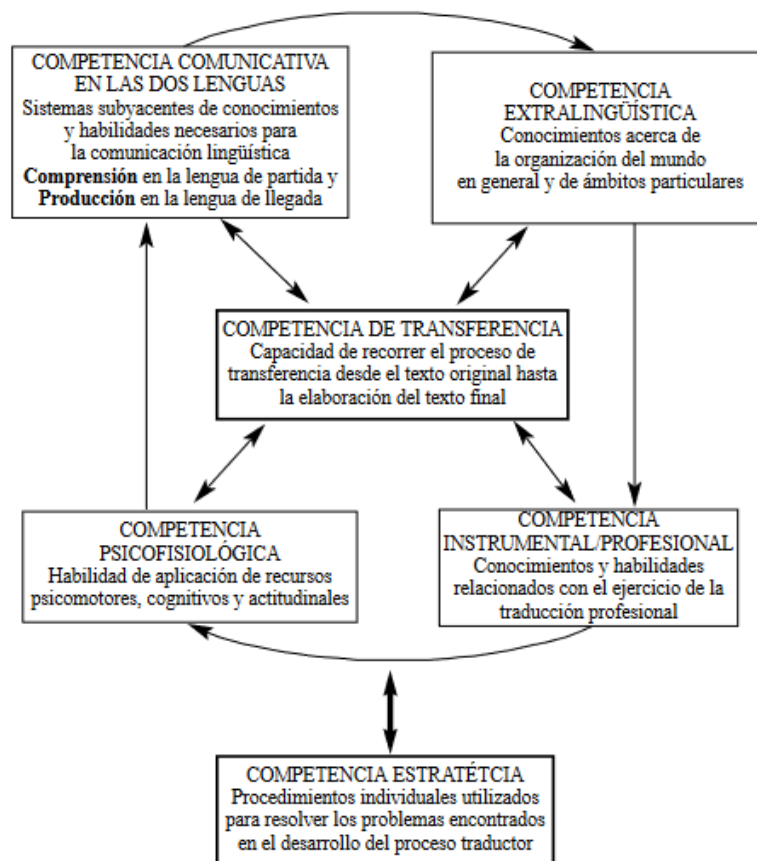 COMPETENCIA COMUNICATIVA
EN LAS DOS LENGUAS
Sistemas subyacentes de conocimientos
y habilidades necesarios para
la comunicación lingüística
Comprensión en la lengua de partida y
Producción en la lengua de llegada
COMPETENCIA
EXTRALINGÜÍSTICA
Conocimientos acerca de
la organización del mundo
en general y de ámbitos particulares
COMPETENCIA DE TRANSFERENCIA
Capacidad de recorrer el proceso de
transferencia desde el texto original hasta
la elaboración del texto final
COMPETENCIA
PSICOFISIOLÓGICA
Habilidad de aplicación de recursos
psicomotores, cognitivos y actitudinales
COMPETENCIA
INSTRUMENTAL/PROFESIONAL
Conocimientos y habilidades
relacionados con el ejercicio de la
traducción profesional
COMPETENCIA ESTRATÉTCIA
Procedimientos individuales utilizados
para resolver los problemas encontrados
en el desarrollo del proceso traductor